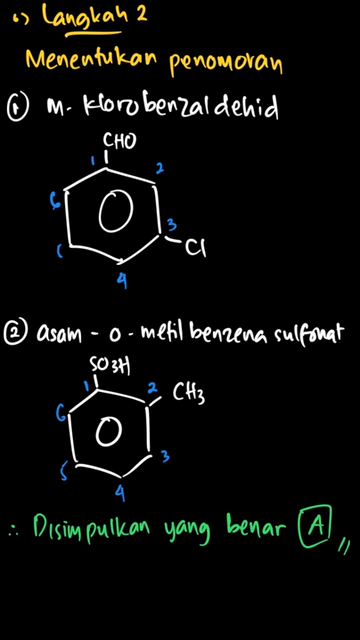 •) Langkah 2
Menentukan penomoran
① m. klorobenzaldehid
CHO
1
2
6
3
Cl
4
② asam - o - metil benzena sulfonat
SO3H
1
2
CH3
6
5
3
4
∴ Disimpulkan yang benar A //